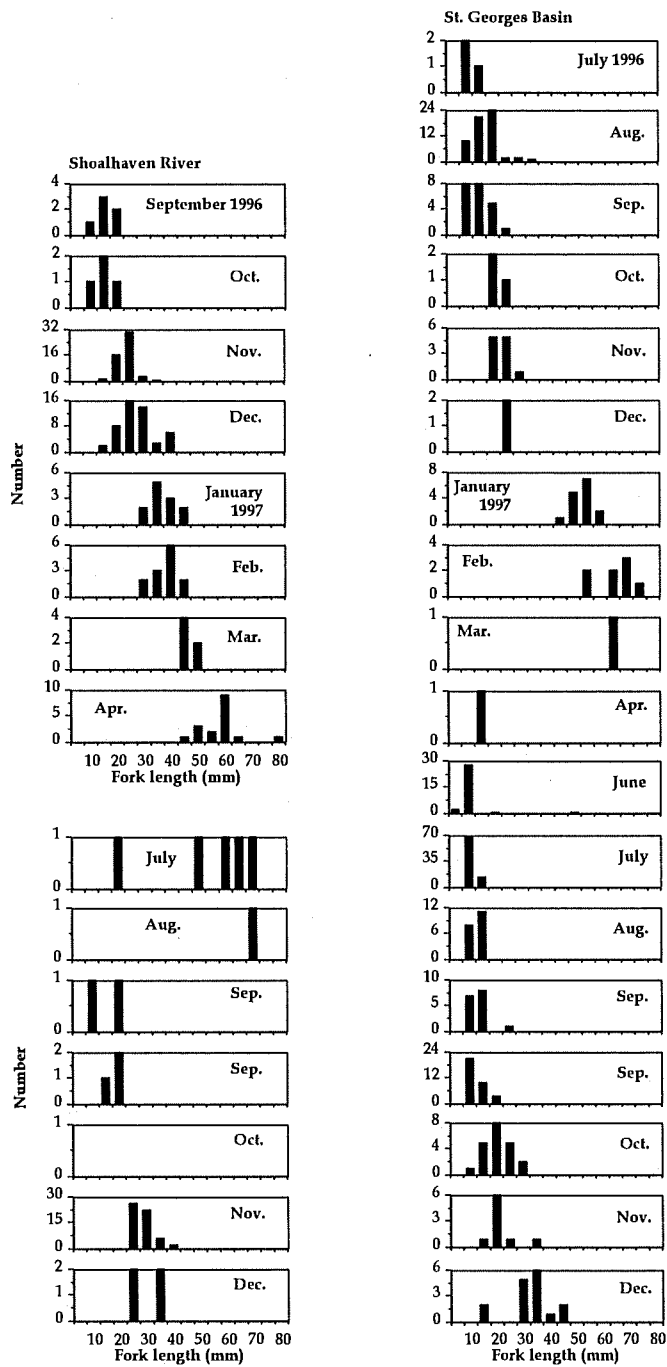 Shoalhaven River
4
2
0
September 1996
2
1
0
Oct.
32
16
0
Nov.
16
8
0
Dec.
6
3
0
January
1997
6
3
0
Feb.
4
2
0
Mar.
10
5
0
Apr.
10 20 30 40 50 60 70 80
Fork length (mm)
Number
1
0
July
1
0
Aug.
1
0
Sep.
2
1
0
Sep.
1
0
Oct.
30
15
0
Nov.
2
1
0
Dec.
10 20 30 40 50 60 70 80
Fork length (mm)
Number
St. Georges Basin
2
1
0
July 1996
24
12
0
Aug.
8
4
0
Sep.
2
1
0
Oct.
6
3
0
Nov.
2
1
0
Dec.
8
4
0
January
1997
4
2
0
Feb.
1
0
Mar.
1
0
Apr.
30
15
0
June
70
35
0
July
12
6
0
Aug.
10
5
0
Sep.
24
12
0
Sep.
8
4
0
Oct.
6
3
0
Nov.
6
3
0
Dec.
10 20 30 40 50 60 70 80
Fork length (mm)